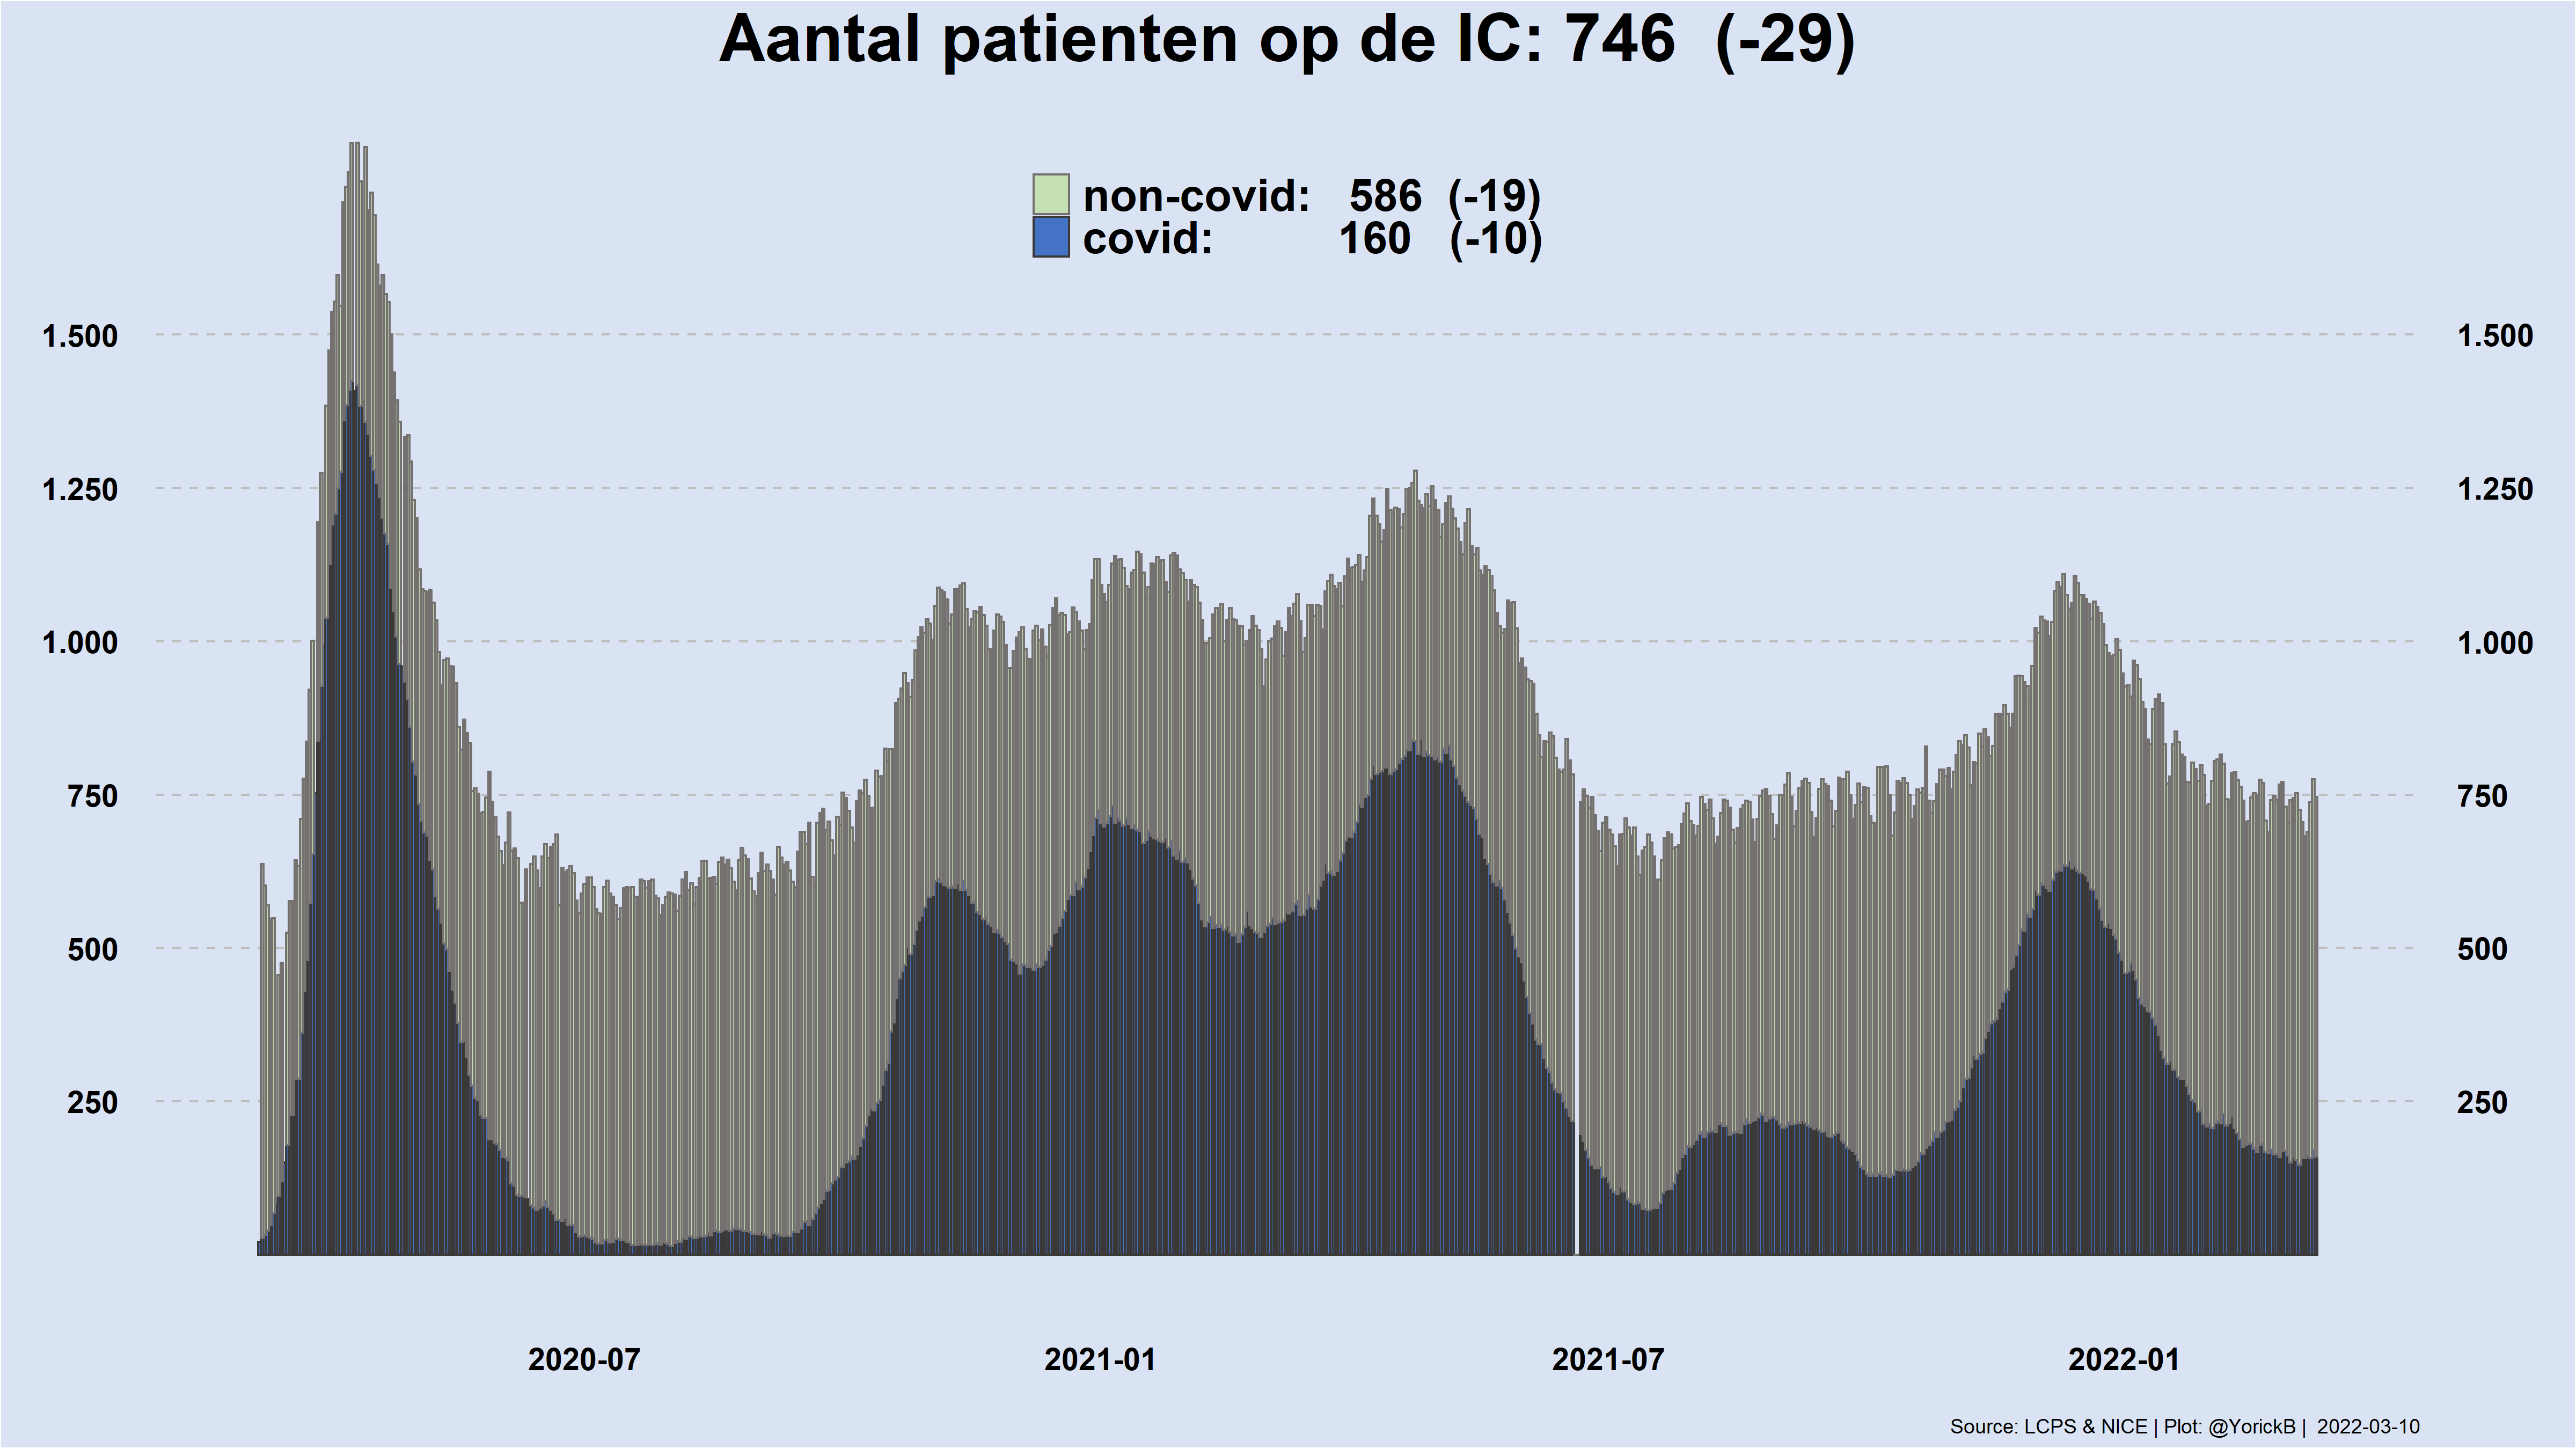 Aantal patienten op de IC: 746 (-29)
non-covid: 586 (-19)
covid: 160 (-10)
1.500 1.500
1.250 1.250
1.000 1.000
750 750
500 500
250 250
2020-07 2021-01 2021-07 2022-01
Source: LCPS & NICE | Plot: @YorickB | 2022-03-10